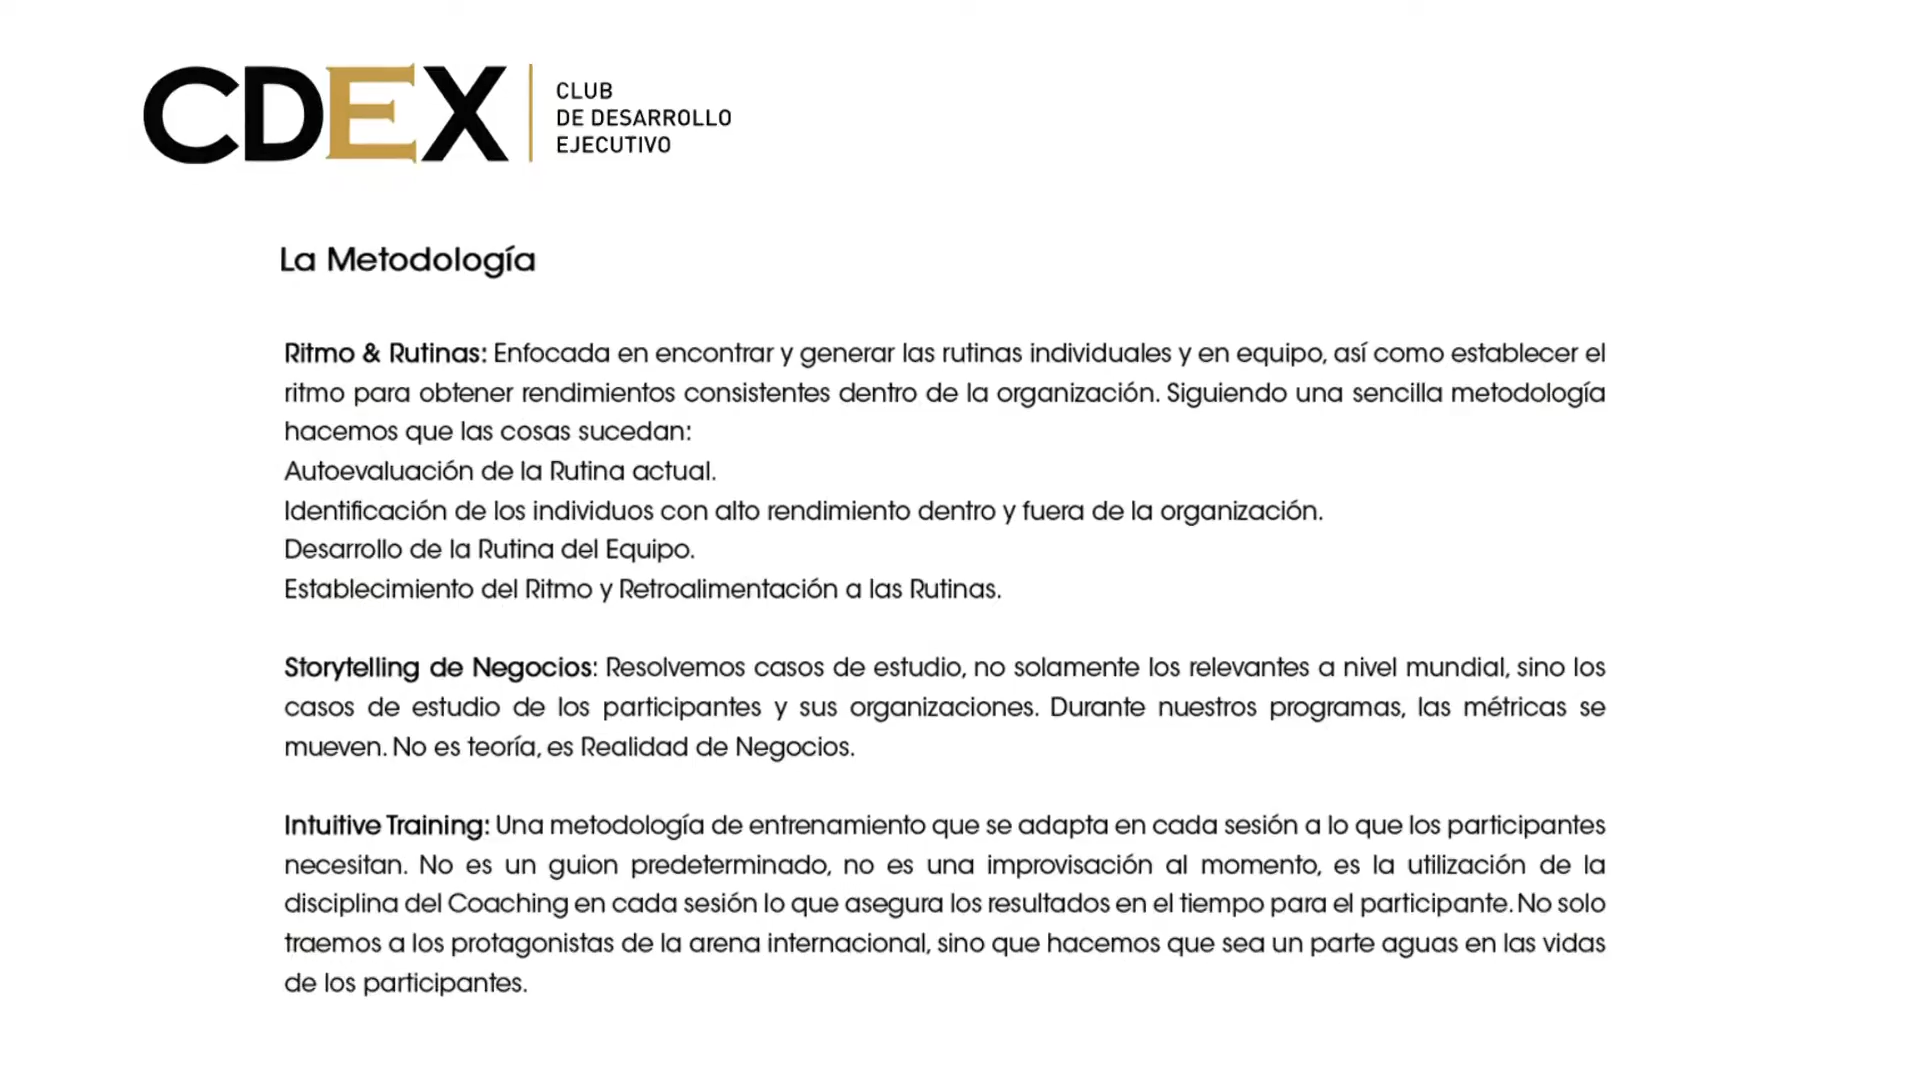 CDEX
CLUB
DE DESARROLLO
EJECUTIVO
La Metodología
Ritmo & Rutinas: Enfocada en encontrar y generar las rutinas individuales y en equipo, así como establecer el
ritmo para obtener rendimientos consistentes dentro de la organización. Siguiendo una sencilla metodología
hacemos que las cosas sucedan:
Autoevaluación de la Rutina actual.
Identificación de los individuos con alto rendimiento dentro y fuera de la organización.
Desarrollo de la Rutina del Equipo.
Establecimiento del Ritmo y Retroalimentación a las Rutinas.
Storytelling de Negocios: Resolvemos casos de estudio, no solamente los relevantes a nivel mundial, sino los
casos de estudio de los participantes y sus organizaciones. Durante nuestros programas, las métricas se
mueven. No es teoría, es Realidad de Negocios.
Intuitive Training: Una metodología de entrenamiento que se adapta en cada sesión a lo que los participantes
necesitan. No es un guion predeterminado, no es una improvisación al momento, es la utilización de la
disciplina del Coaching en cada sesión lo que asegura los resultados en el tiempo para el participante. No solo
traemos a los protagonistas de la arena internacional, sino que hacemos que sea un parte aguas en las vidas
de los participantes.